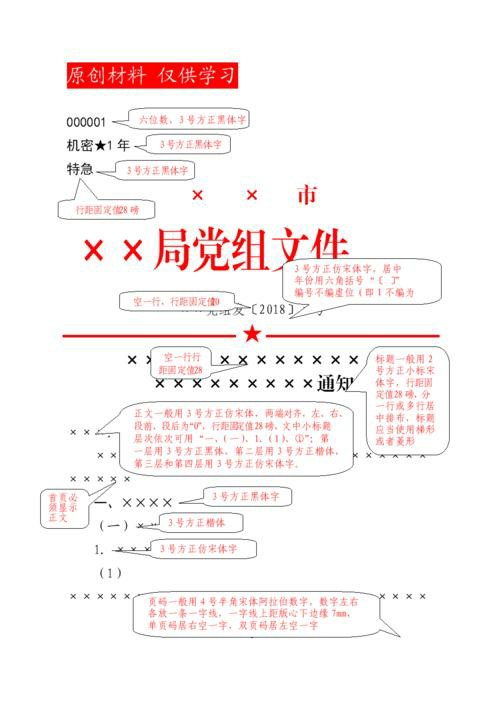 原创材料 仅供学习
000001
六位数，3号方正黑体字
机密★1年
3号方正黑体字
特急
3号方正黑体字
行距固定值28磅
× × 市
××局党组文件
3号方正仿宋体字，居中
年份用六角括号“〔 〕”
编号不编虚位（即1不编为
空一行，行距固定值20
党组发〔2018〕
★
×××××××××××××
空一行行
距固定值28
×××××××××通知
标题一般用2
号方正小标宋
体字，行距固
定值28磅、分
一行或多行居
中排布，标题
应当使用梯形
或者菱形
正文一般用3号方正仿宋体，两端对齐，左、右、
段前、段后为“0”，行距固定值28磅、文中小标题
层次依次可用“一、（一）、1、（1）、①”；第
一层用3号方正黑体、第二层用3号方正楷体、
第三层和第四层用3号方正仿宋体字．
×××××
首页必
须显示
正文
一、××××
3号方正黑体字
（一）××
3号方正楷体
1．×××
3号方正仿宋体字
（1）
页码一般用4号半角宋体阿拉伯数字，数字左右
各放一条一字线，一字线上距版心下边缘7mm，
单页码居右空一字，双页码居左空一字